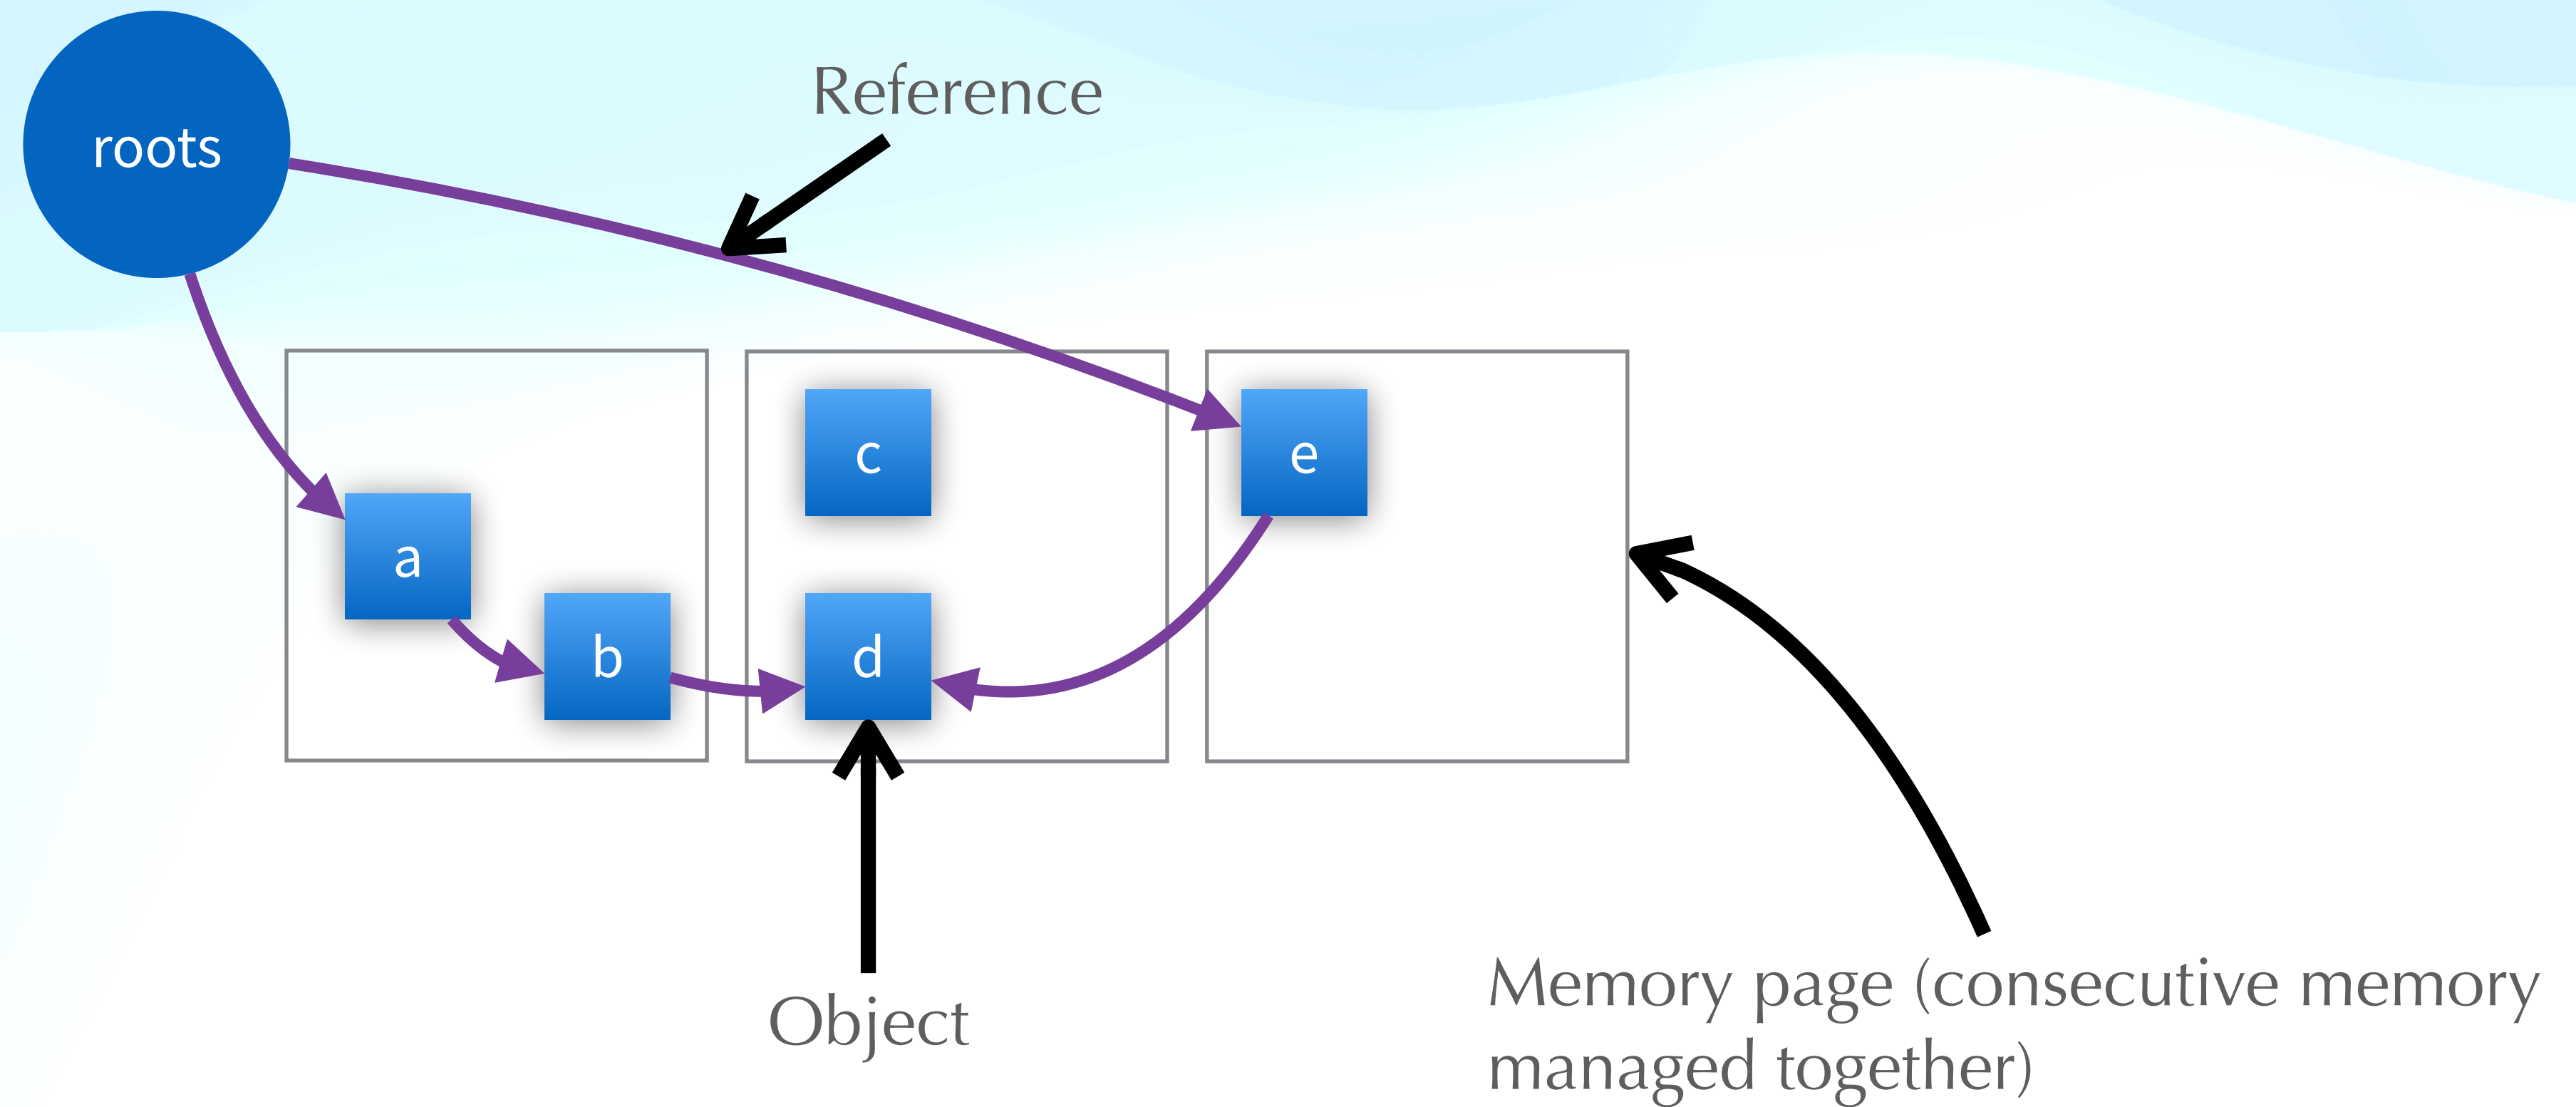 roots
Reference
c
e
a
b
d
Object
Memory page (consecutive memory
managed together)